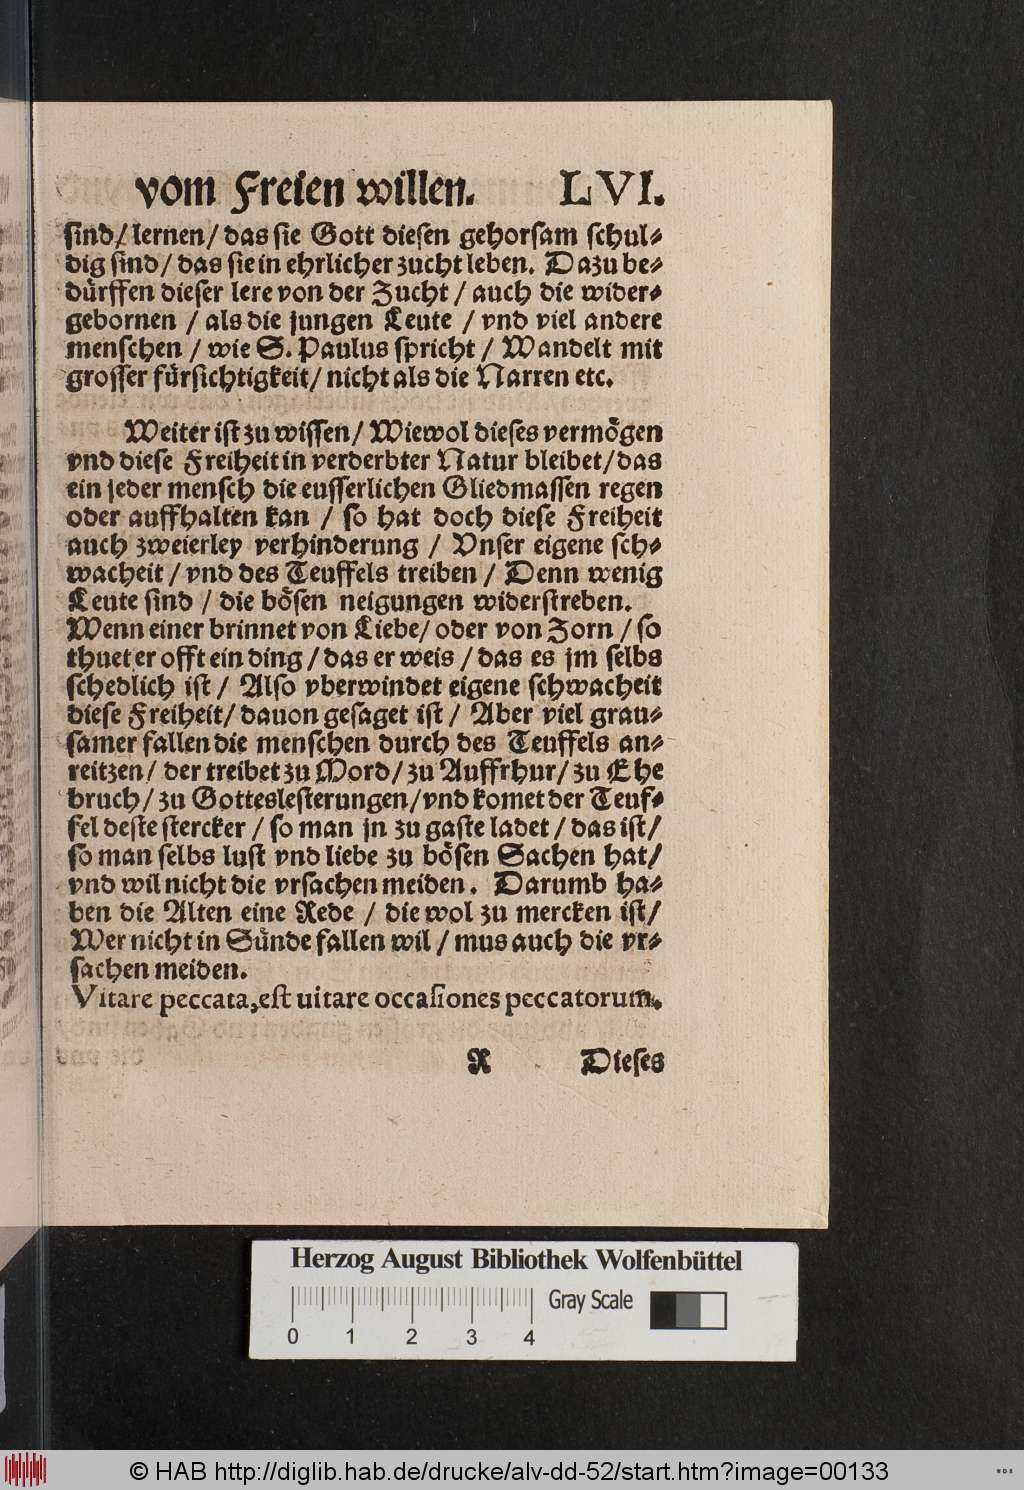 vom Freien willen. LVI.
sind/ lernen/ das sie Gott diesen gehorsam schul-
dig sind/ das sie in ehrlicher zucht leben. Dazu be-
dürffen dieser lere von der Zucht / auch die wider-
gebornen / als die jungen Leute / vnd viel andere
menschen / wie S. Paulus spricht / Wandelt mit
grosser fürsichtigkeit/ nicht als die Narren etc.
Weiter ist zu wissen/ Wiewol dieses vermögen
vnd diese Freiheit in verderbter Natur bleibet/ das
ein jeder mensch die eusserlichen Gliedmassen regen
oder auffhalten kan / so hat doch diese Freiheit
auch zweierley verhinderung / Vnser eigene sch-
wacheit / vnd des Teuffels treiben / Denn wenig
Leute sind / die bösen neigungen widerstreben.
Wenn einer brinnet von Liebe/ oder von Zorn / so
thuet er offt ein ding / das er weis / das es jm selbs
schedlich ist / Also vberwindet eigene schwacheit
diese Freiheit/ dauon gesaget ist / Aber viel grau-
samer fallen die menschen durch des Teuffels an-
reitzen/ der treibet zu Mord/ zu Auffrhur/ zu Ehe
bruch/ zu Gotteslesterungen/ vnd komet der Teuf-
fel deste stercker / so man jn zu gaste ladet / das ist/
so man selbs lust vnd liebe zu bösen Sachen hat/
vnd wil nicht die vrsachen meiden. Darumb ha-
ben die Alten eine Rede / die wol zu mercken ist/
Wer nicht in Sünde fallen wil / mus auch die vr-
sachen meiden.
Vitare peccata, est uitare occasiones peccatorum.
R Dieses
Herzog August Bibliothek Wolfenbüttel
Gray Scale
0 1 2 3 4
© HAB http://diglib.hab.de/drucke/alv-dd-52/start.htm?image=00133